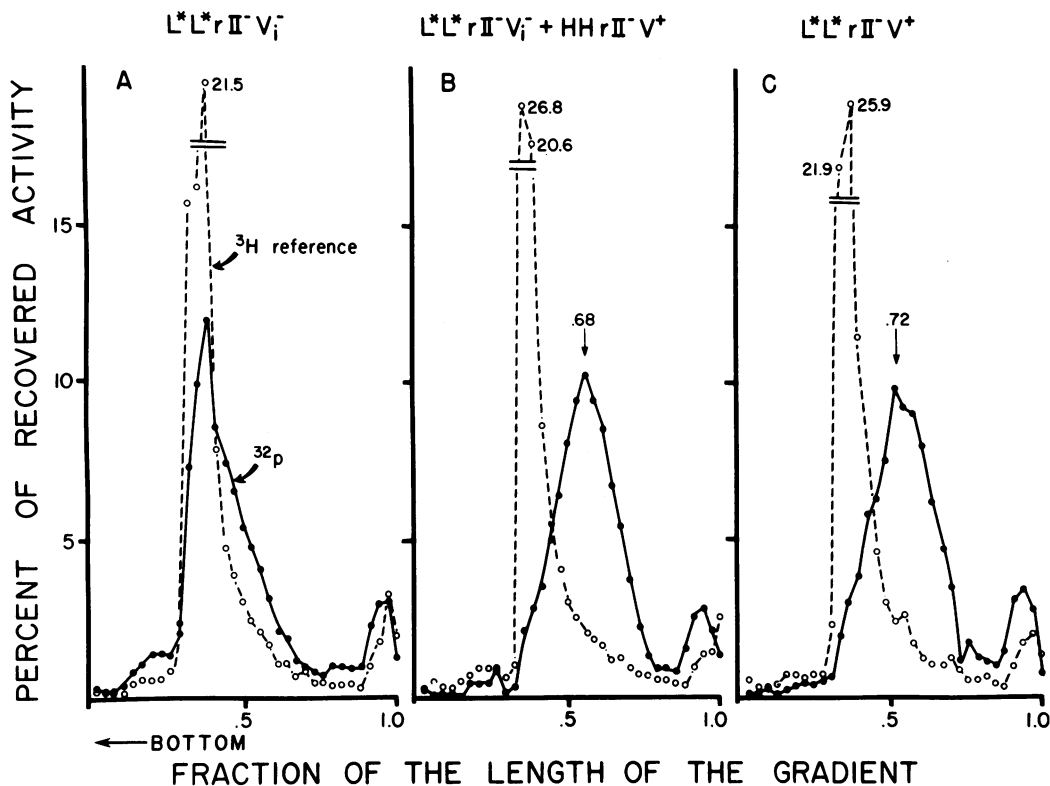 L*L*rII⁻Vi⁻
L*L*rII⁻Vi⁻ + HHrII⁻V⁺
L*L*rII⁻V⁺
A
B
C
21.5
26.8
20.6
25.9
21.9
³H reference
³²P
.68
.72
PERCENT OF RECOVERED ACTIVITY
15
10
5
.5
1.0
.5
1.0
.5
1.0
←BOTTOM
FRACTION OF THE LENGTH OF THE GRADIENT